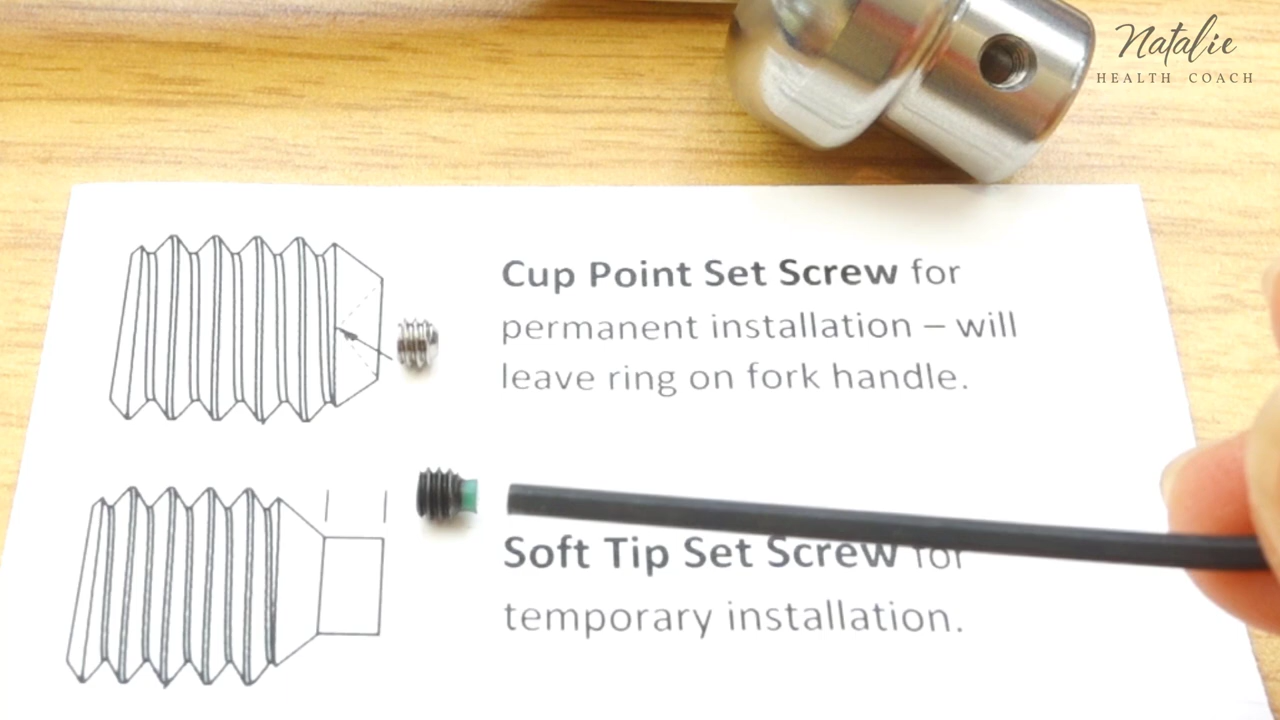 Natalie
HEALTH COACH
Cup Point Set Screw for
permanent installation – will
leave ring on fork handle.
Soft Tip Set Screw for
temporary installation.